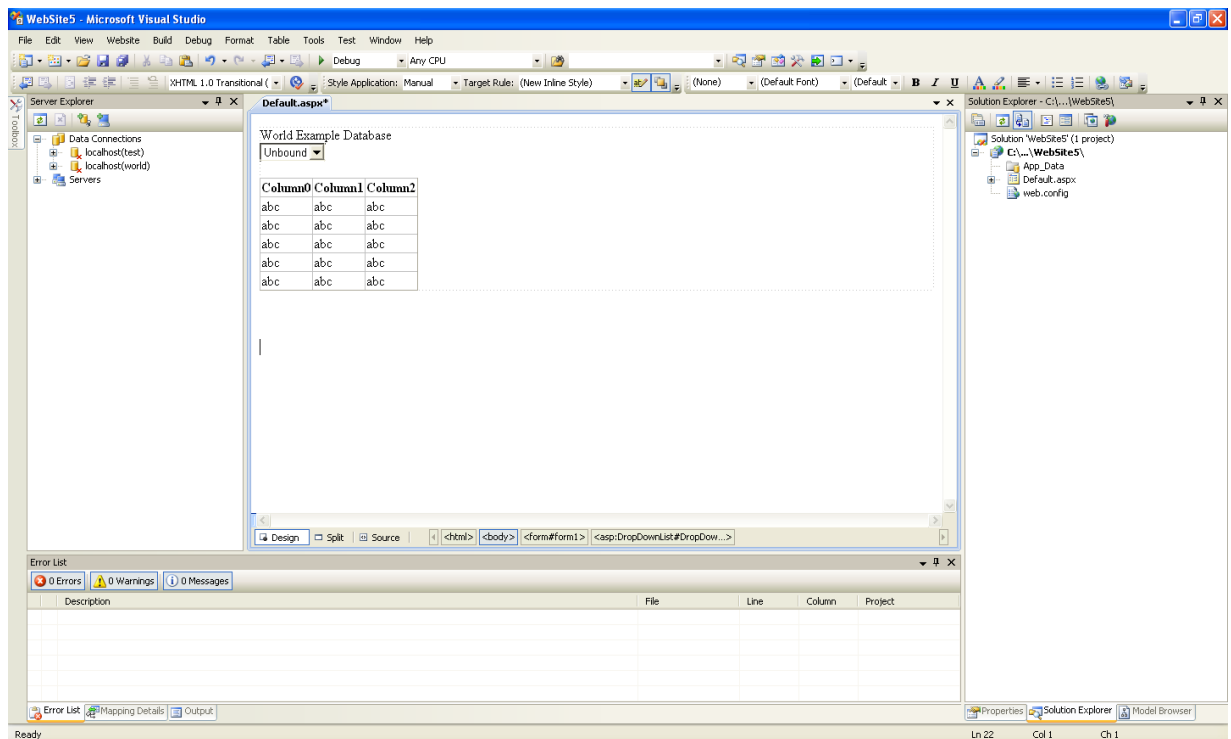 WebSite5 - Microsoft Visual Studio
File Edit View Website Build Debug Format Table Tools Test Window Help
Debug Any CPU
XHTML 1.0 Transitional ( Style Application: Manual Target Rule: (New Inline Style) (None) (Default Font) (Default B I U
Toolbox
Server Explorer
Data Connections
localhost(test)
localhost(world)
Servers
Default.aspx*
World Example Database
Unbound
Column0 Column1 Column2
abc abc abc
abc abc abc
abc abc abc
abc abc abc
abc abc abc
Design Split Source <html> <body> <form#form1> <asp:DropDownList#DropDow...>
Solution Explorer - C:\...\WebSite5\
Solution 'WebSite5' (1 project)
C:\...\WebSite5\
App_Data
Default.aspx
web.config
Error List
0 Errors 0 Warnings 0 Messages
Description File Line Column Project
Error List Mapping Details Output
Properties Solution Explorer Model Browser
Ready Ln 22 Col 1 Ch 1